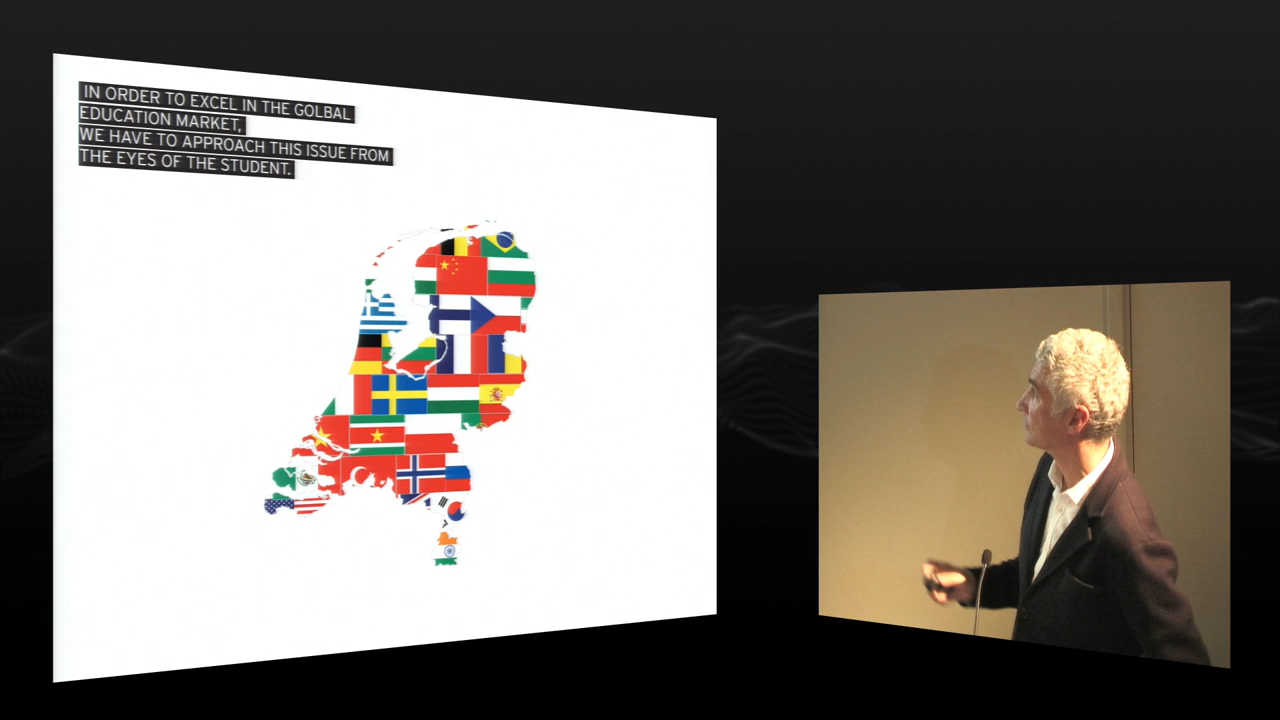 IN ORDER TO EXCEL IN THE GOLBAL
EDUCATION MARKET,
WE HAVE TO APPROACH THIS ISSUE FROM
THE EYES OF THE STUDENT.